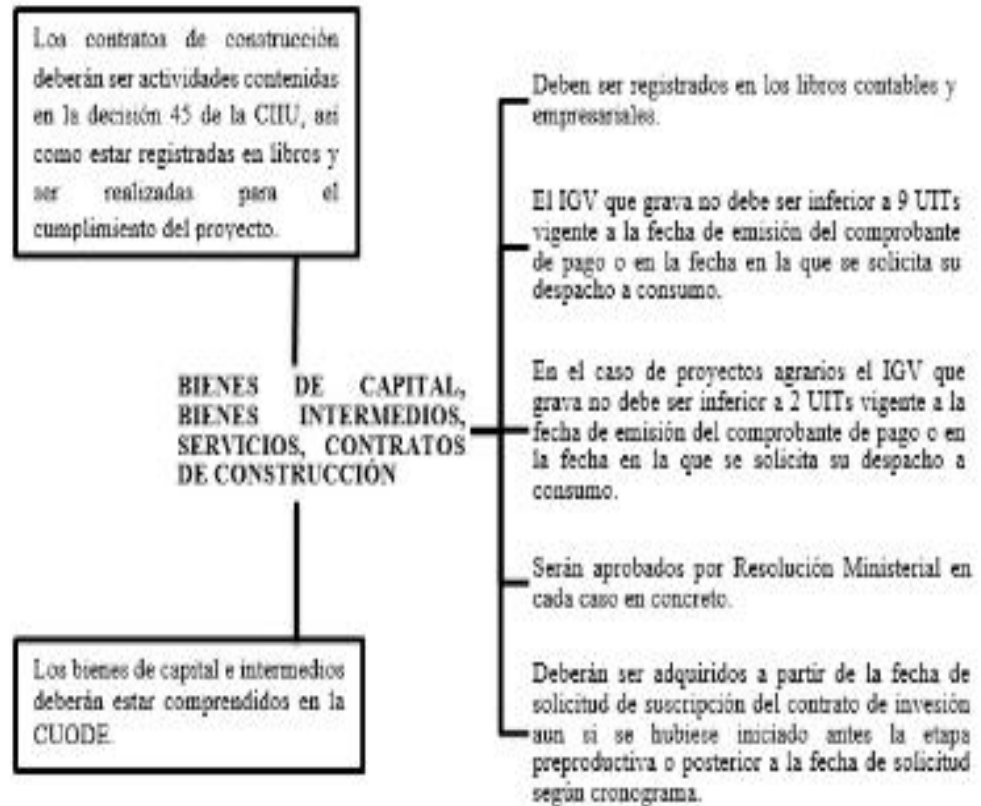 Los contratos de construcción
deberán ser actividades contenidas
en la decisión 45 de la CIIU, así
como estar registradas en libros y
ser realizadas para el
cumplimiento del proyecto.
BIENES DE CAPITAL,
BIENES INTERMEDIOS,
SERVICIOS, CONTRATOS
DE CONSTRUCCIÓN
Los bienes de capital e intermedios
deberán estar comprendidos en la
CUODE.
Deben ser registrados en los libros contables y
empresariales.
El IGV que grava no debe ser inferior a 9 UITs
vigente a la fecha de emisión del comprobante
de pago o en la fecha en la que se solicita su
despacho a consumo.
En el caso de proyectos agrarios el IGV que
grava no debe ser inferior a 2 UITs vigente a la
fecha de emisión del comprobante de pago o en
la fecha en la que se solicita su despacho a
consumo.
Serán aprobados por Resolución Ministerial en
cada caso en concreto.
Deberán ser adquiridos a partir de la fecha de
solicitud de suscripción del contrato de invesión
aun si se hubiese iniciado antes la etapa
preproductiva o posterior a la fecha de solicitud
según cronograma.